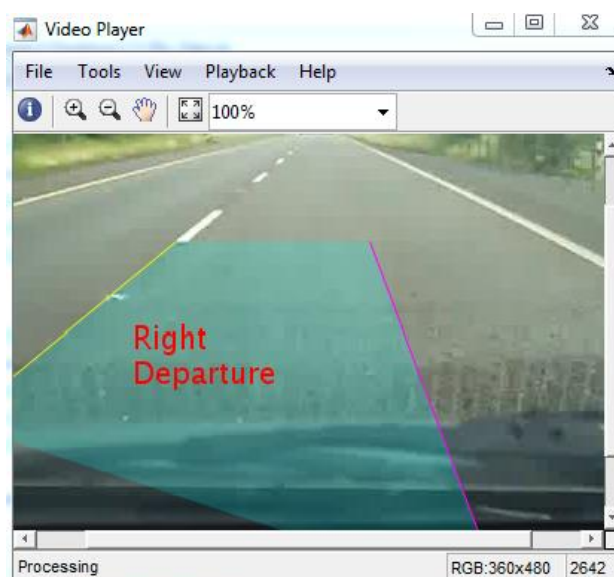 Video Player
File Tools View Playback Help
100%
Right
Departure
Processing RGB:360x480 2642